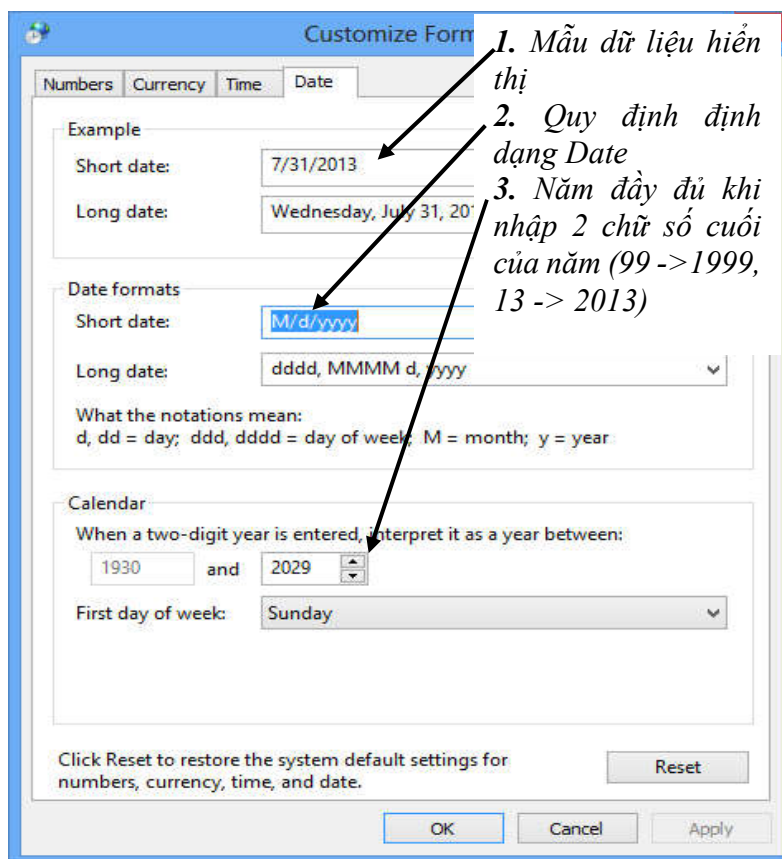 Customize Form
1. Mẫu dữ liệu hiển
thị
2. Quy định định
dạng Date
3. Năm đầy đủ khi
nhập 2 chữ số cuối
của năm (99 ->1999,
13 -> 2013)
Numbers Currency Time Date
Example
Short date: 7/31/2013
Long date: Wednesday, July 31, 201
Date formats
Short date: M/d/yyyy
Long date: dddd, MMMM d, yyyy
What the notations mean:
d, dd = day; ddd, dddd = day of week; M = month; y = year
Calendar
When a two-digit year is entered, interpret it as a year between:
1930 and 2029
First day of week: Sunday
Click Reset to restore the system default settings for
numbers, currency, time, and date.
Reset
OK Cancel Apply